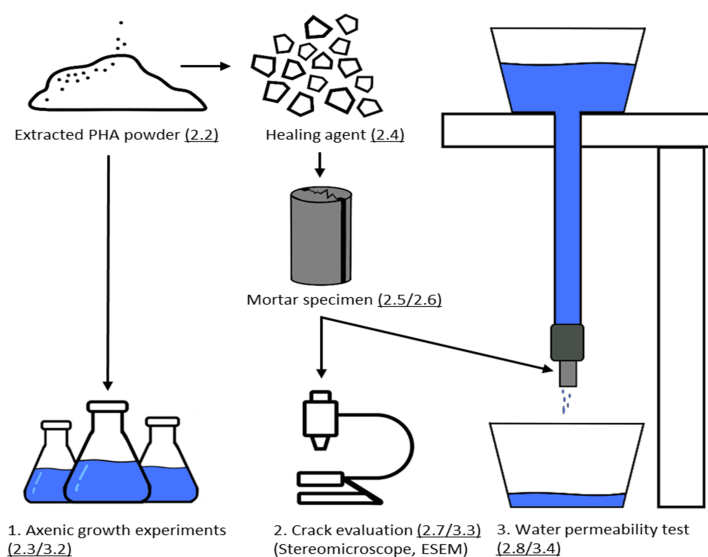 Extracted PHA powder (2.2)
Healing agent (2.4)
Mortar specimen (2.5/2.6)
1. Axenic growth experiments
(2.3/3.2)
2. Crack evaluation (2.7/3.3)
(Stereomicroscope, ESEM)
3. Water permeability test
(2.8/3.4)